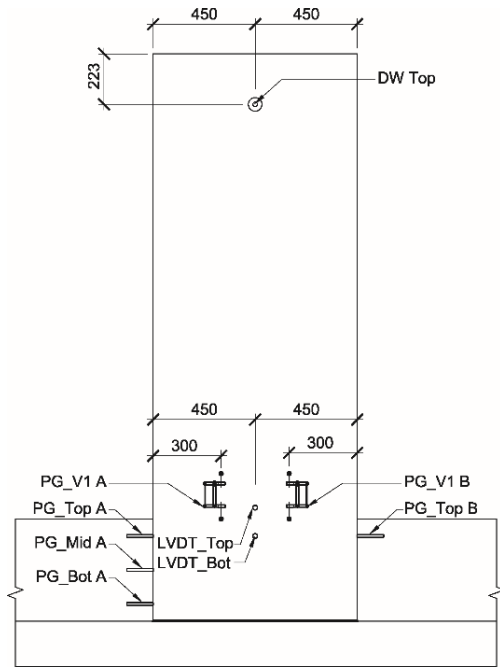 450
450
223
DW Top
450
450
300
300
PG_V1 A
PG_V1 B
PG_Top A
PG_Top B
LVDT_Top
PG_Mid A
LVDT_Bot
PG_Bot A